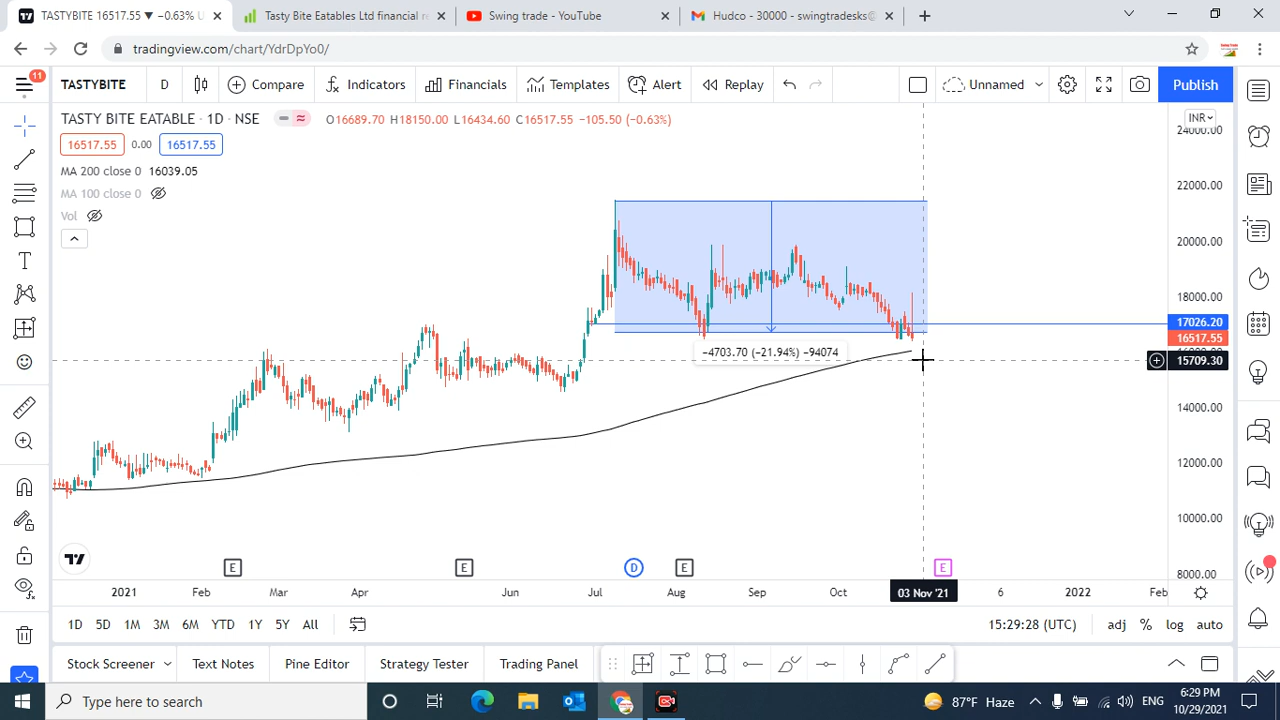 TASTYBITE 16517.55 ▼ −0.63% U
Tasty Bite Eatables Ltd financial re
Swing trade - YouTube
Hudco - 30000 - swingtradesks@
tradingview.com/chart/YdrDpYo0/
11
TASTYBITE
D
Compare
Indicators
Financials
Templates
Alert
Replay
Unnamed
Publish
TASTY BITE EATABLE · 1D · NSE
O16689.70 H18150.00 L16434.60 C16517.55 −105.50 (−0.63%)
16517.55 0.00 16517.55
MA 200 close 0 16039.05
MA 100 close 0
Vol
INR
24000.00
22000.00
20000.00
18000.00
17026.20
16517.55
15709.30
14000.00
12000.00
10000.00
8000.00
-4703.70 (-21.94%) -94074
E E D E E
2021 Feb Mar Apr Jun Jul Aug Sep Oct 03 Nov '21 6 2022 Feb
1D 5D 1M 3M 6M YTD 1Y 5Y All
15:29:28 (UTC)
adj % log auto
Stock Screener
Text Notes
Pine Editor
Strategy Tester
Trading Panel
Type here to search
87°F Haze
ENG
6:29 PM
10/29/2021